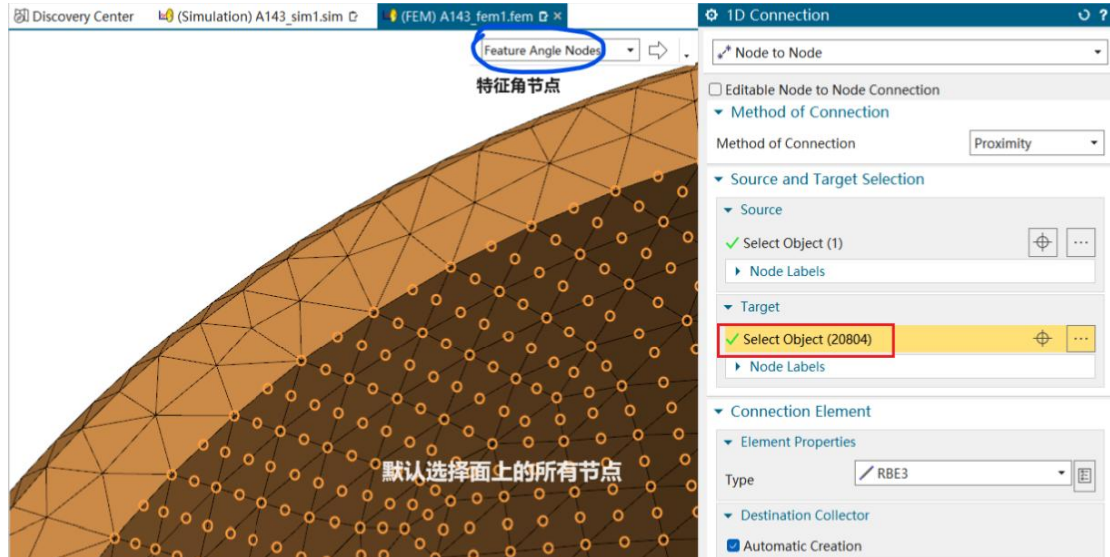 Discovery Center
(Simulation) A143_sim1.sim
(FEM) A143_fem1.fem
Feature Angle Nodes
特征角节点
默认选择面上的所有节点
1D Connection
Node to Node
Editable Node to Node Connection
Method of Connection
Method of Connection Proximity
Source and Target Selection
Source
Select Object (1)
Node Labels
Target
Select Object (20804)
Node Labels
Connection Element
Element Properties
Type RBE3
Destination Collector
Automatic Creation